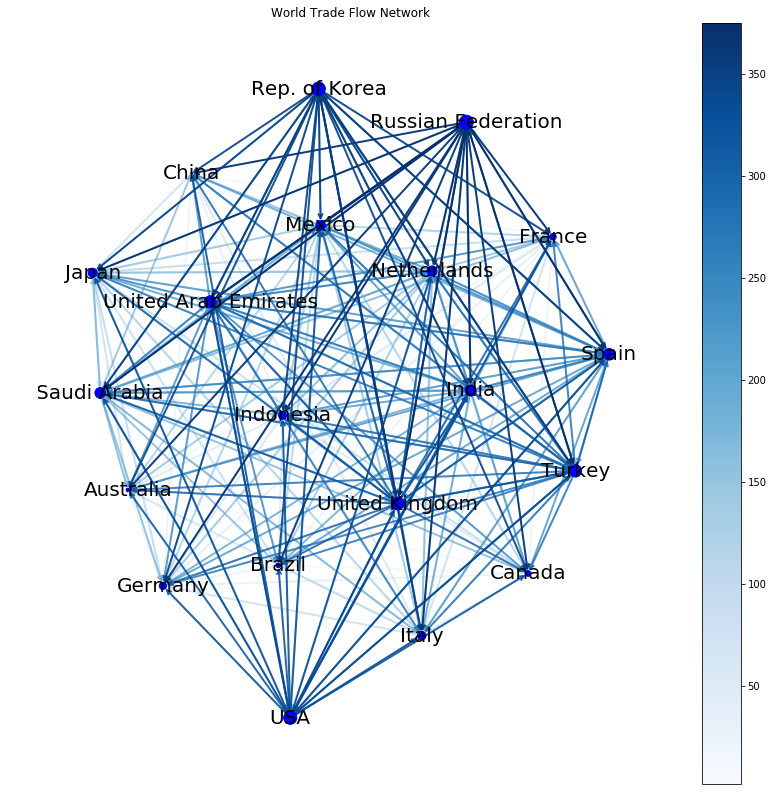 World Trade Flow Network
Rep. of Korea
Russian Federation
China
Mexico
France
Netherlands
Japan
United Arab Emirates
Spain
India
Saudi Arabia
Indonesia
Turkey
Australia
United Kingdom
Brazil
Canada
Germany
Italy
USA
350
300
250
200
150
100
50